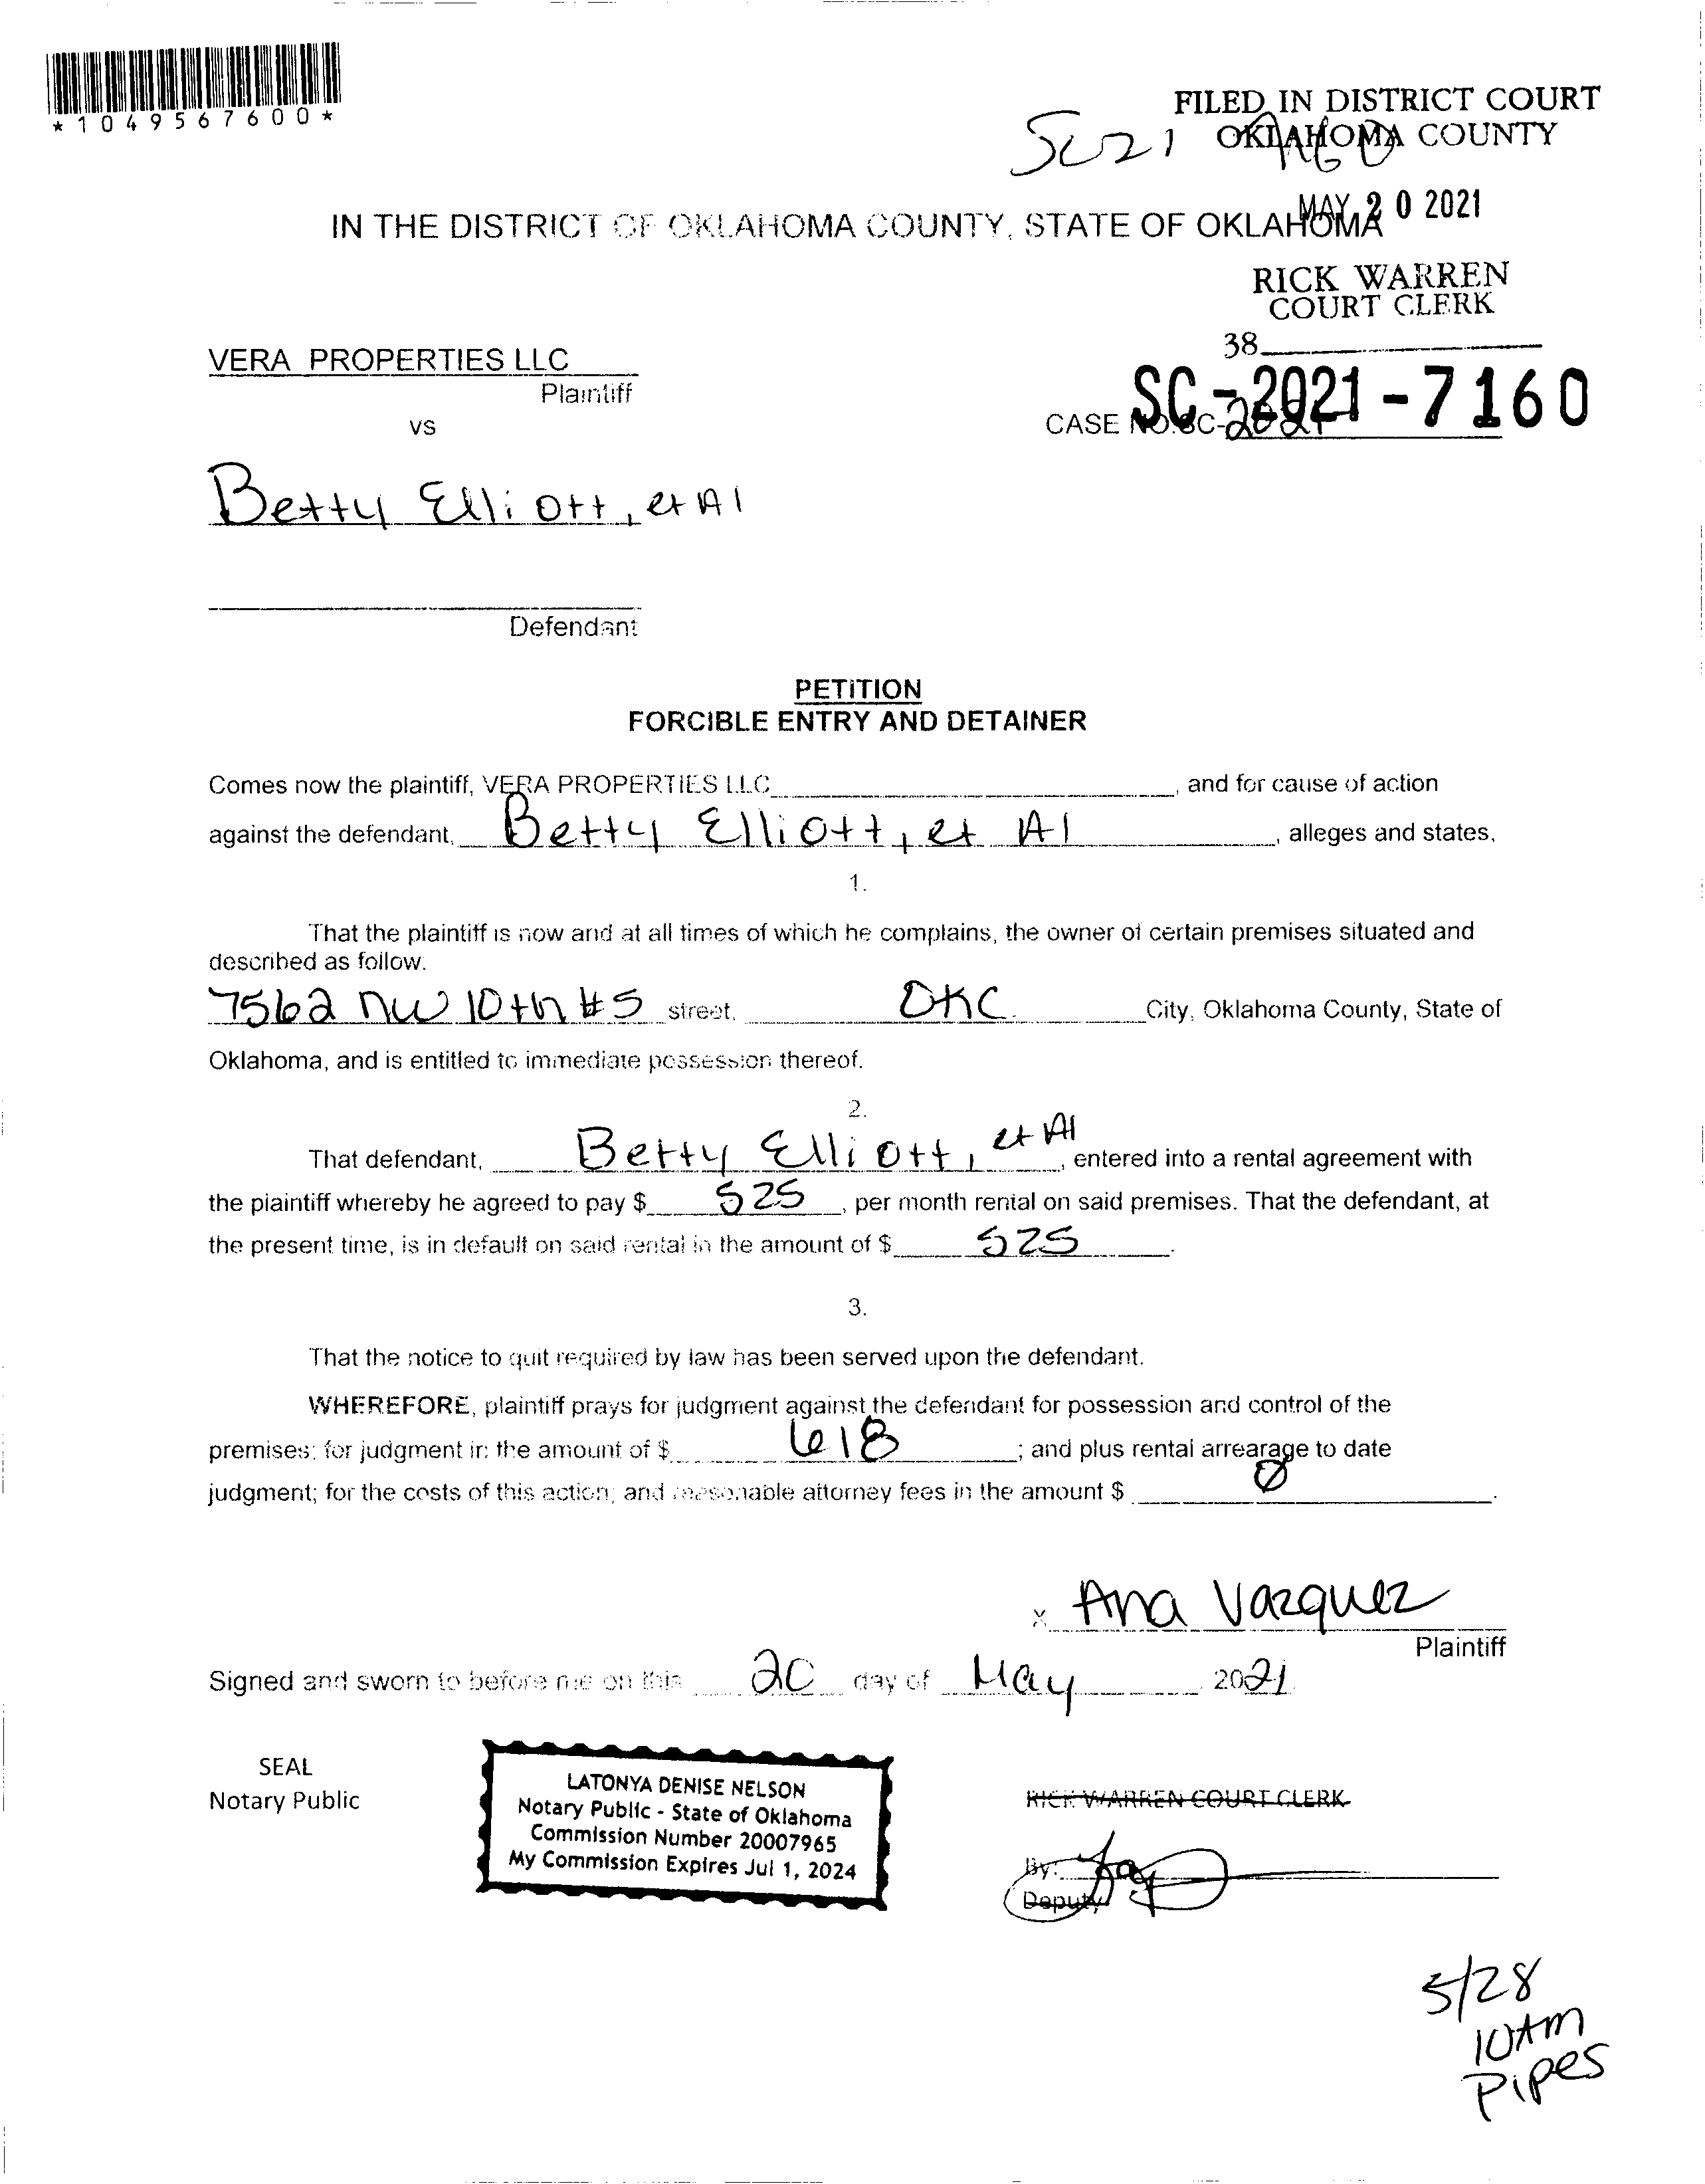 *1049567600*
FILED IN DISTRICT COURT
OKLAHOMA COUNTY
SC21
MAY 20 2021
IN THE DISTRICT OF OKLAHOMA COUNTY, STATE OF OKLAHOMA
RICK WARREN
COURT CLERK
38
VERA PROPERTIES LLC
Plaintiff
vs
SC-2021-7160
CASE NO. SC-2021
Betty Elliott, et Al
Defendant
PETITION
FORCIBLE ENTRY AND DETAINER
Comes now the plaintiff, VERA PROPERTIES LLC, and for cause of action
against the defendant, Betty Elliott, et Al, alleges and states,
1.
That the plaintiff is now and at all times of which he complains, the owner of certain premises situated and
described as follow.
7562 NW 10th #5 street, OKC City, Oklahoma County, State of
Oklahoma, and is entitled to immediate possession thereof.
2.
That defendant, Betty Elliott, et Al, entered into a rental agreement with
the plaintiff whereby he agreed to pay $ 525, per month rental on said premises. That the defendant, at
the present time, is in default on said rental in the amount of $ 525.
3.
That the notice to quit required by law has been served upon the defendant.
WHEREFORE, plaintiff prays for judgment against the defendant for possession and control of the
premises; for judgment in the amount of $ 618; and plus rental arrearage to date
judgment; for the costs of this action; and reasonable attorney fees in the amount $ Ø.
x Ana Vazquez
Plaintiff
Signed and sworn to before me on this 20 day of May 2021.
SEAL
Notary Public
LATONYA DENISE NELSON
Notary Public - State of Oklahoma
Commission Number 20007965
My Commission Expires Jul 1, 2024
RICK WARREN COURT CLERK
By:
Deputy
5/28
10AM
Pipes